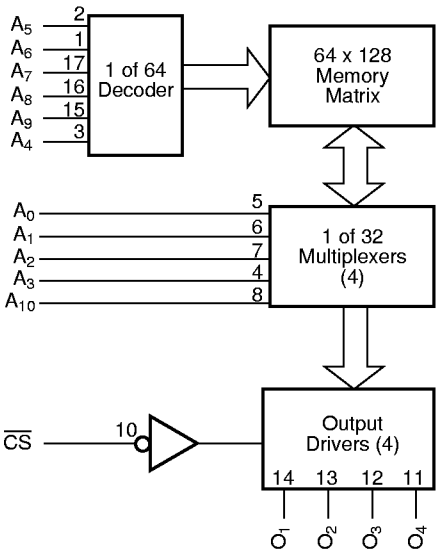 A5 2
A6 1
A7 17
A8 16
A9 15
A4 3
1 of 64
Decoder
64 x 128
Memory
Matrix
A0 5
A1 6
A2 7
A3 4
A10 8
1 of 32
Multiplexers
(4)
CS 10
Output
Drivers (4)
14 13 12 11
O1 O2 O3 O4